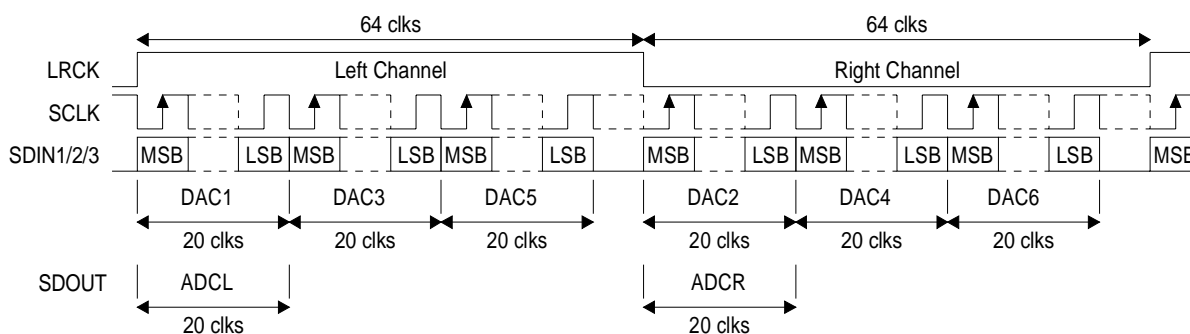 64 clks 64 clks
LRCK Left Channel Right Channel
SCLK
SDIN1/2/3 MSB LSB MSB LSB MSB LSB MSB LSB MSB LSB MSB LSB MSB
DAC1 DAC3 DAC5 DAC2 DAC4 DAC6
20 clks 20 clks 20 clks 20 clks 20 clks 20 clks
SDOUT ADCL ADCR
20 clks 20 clks